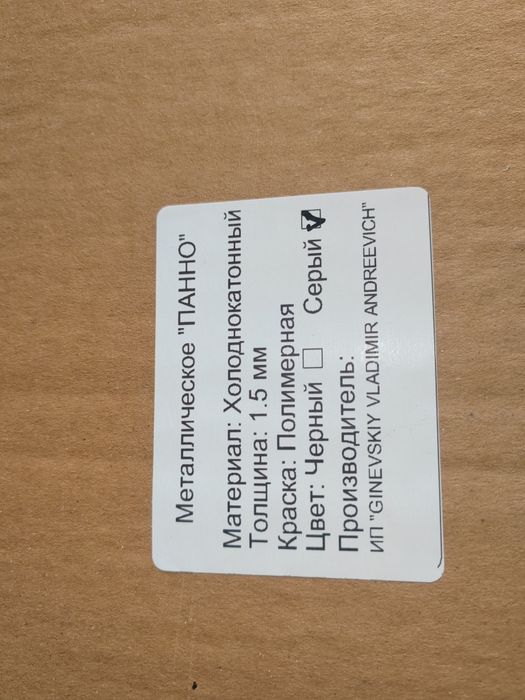 Металлическое "ПАННО"
Материал: Холоднокатонный
Толщина: 1.5 мм
Краска: Полимерная
Цвет: Черный ☐ Серый ☑
Производитель:
ИП "GINEVSKIY VLADIMIR ANDREEVICH"